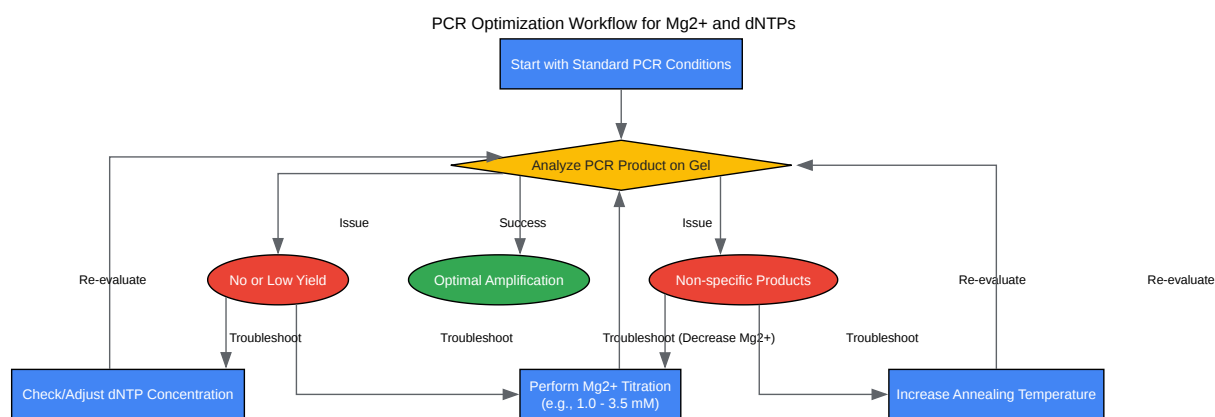 PCR Optimization Workflow for Mg2+ and dNTPs
Start with Standard PCR Conditions
Analyze PCR Product on Gel
Issue
Success
Issue
Re-evaluate
No or Low Yield
Optimal Amplification
Non-specific Products
Re-evaluate
Re-evaluate
Troubleshoot
Troubleshoot
Troubleshoot (Decrease Mg2+)
Troubleshoot
Check/Adjust dNTP Concentration
Perform Mg2+ Titration
(e.g., 1.0 - 3.5 mM)
Increase Annealing Temperature